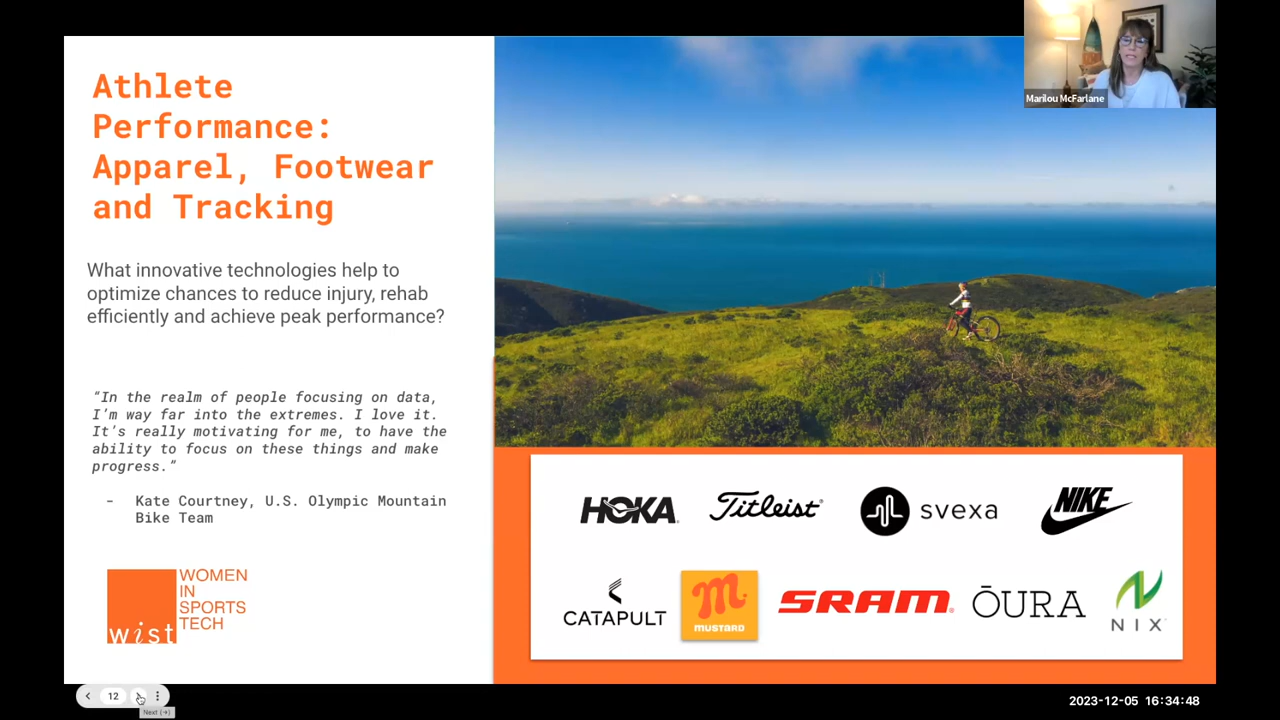 Athlete
Performance:
Apparel, Footwear
and Tracking
What innovative technologies help to
optimize chances to reduce injury, rehab
efficiently and achieve peak performance?
“In the realm of people focusing on data,
I’m way far into the extremes. I love it.
It’s really motivating for me, to have the
ability to focus on these things and make
progress.”
- Kate Courtney, U.S. Olympic Mountain
Bike Team
wist
WOMEN
IN
SPORTS
TECH
Marilou McFarlane
HOKA Titleist svexa NIKE
CATAPULT m. MUSTARD SRAM ŌURA NIX
12
Next (→)
2023-12-05 16:34:48